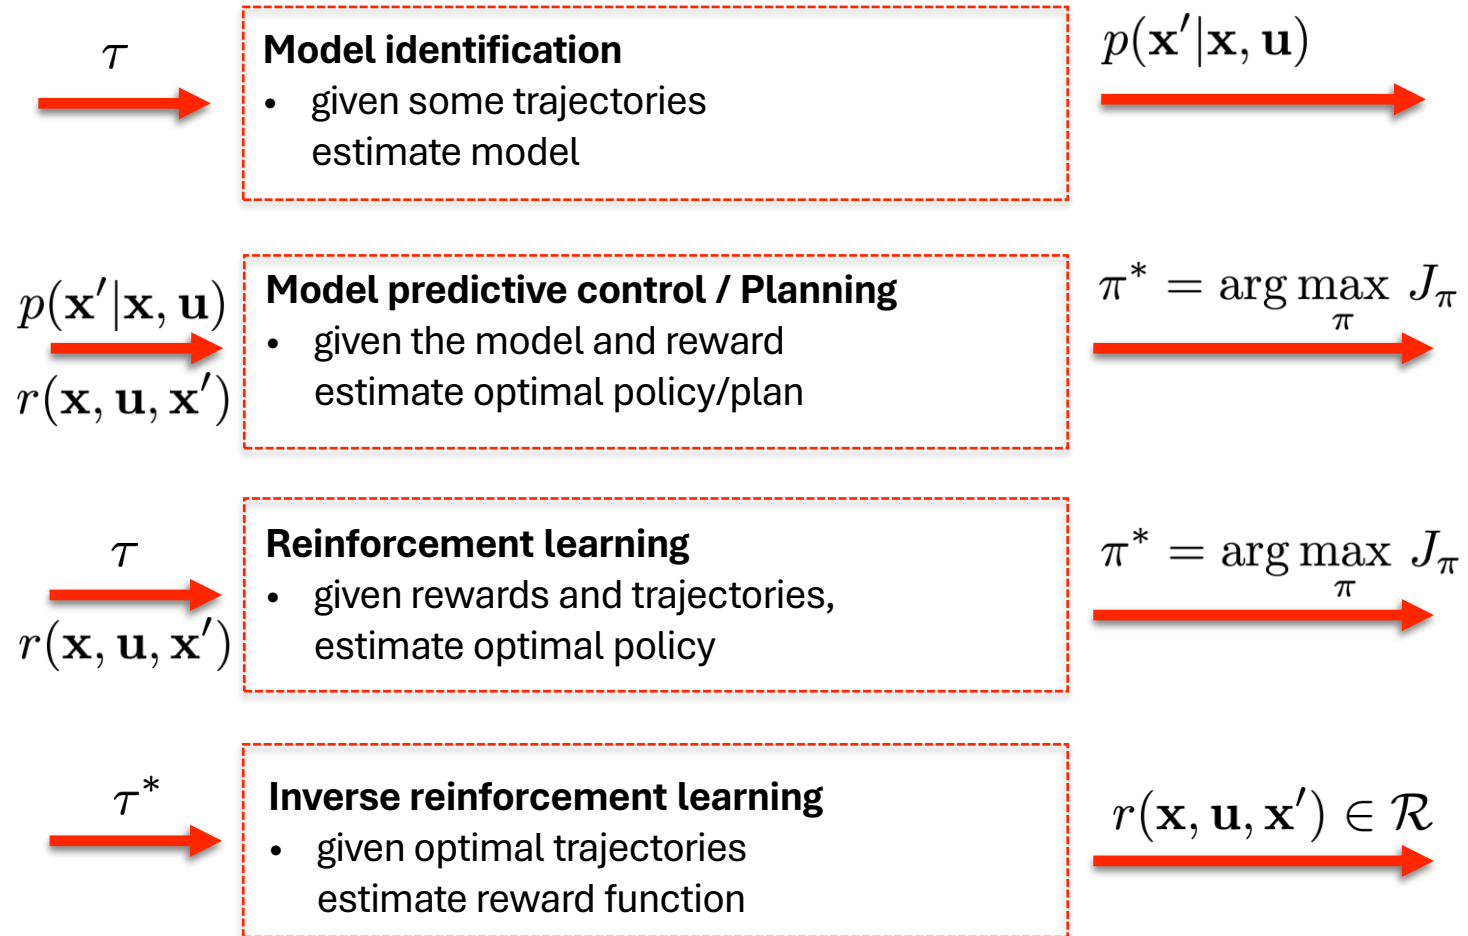 τ
Model identification
• given some trajectories
estimate model
p(x′|x, u)
p(x′|x, u)
r(x, u, x′)
Model predictive control / Planning
• given the model and reward
estimate optimal policy/plan
π* = arg max J_π
π
τ
r(x, u, x′)
Reinforcement learning
• given rewards and trajectories,
estimate optimal policy
π* = arg max J_π
π
τ*
Inverse reinforcement learning
• given optimal trajectories
estimate reward function
r(x, u, x′) ∈ ℛ